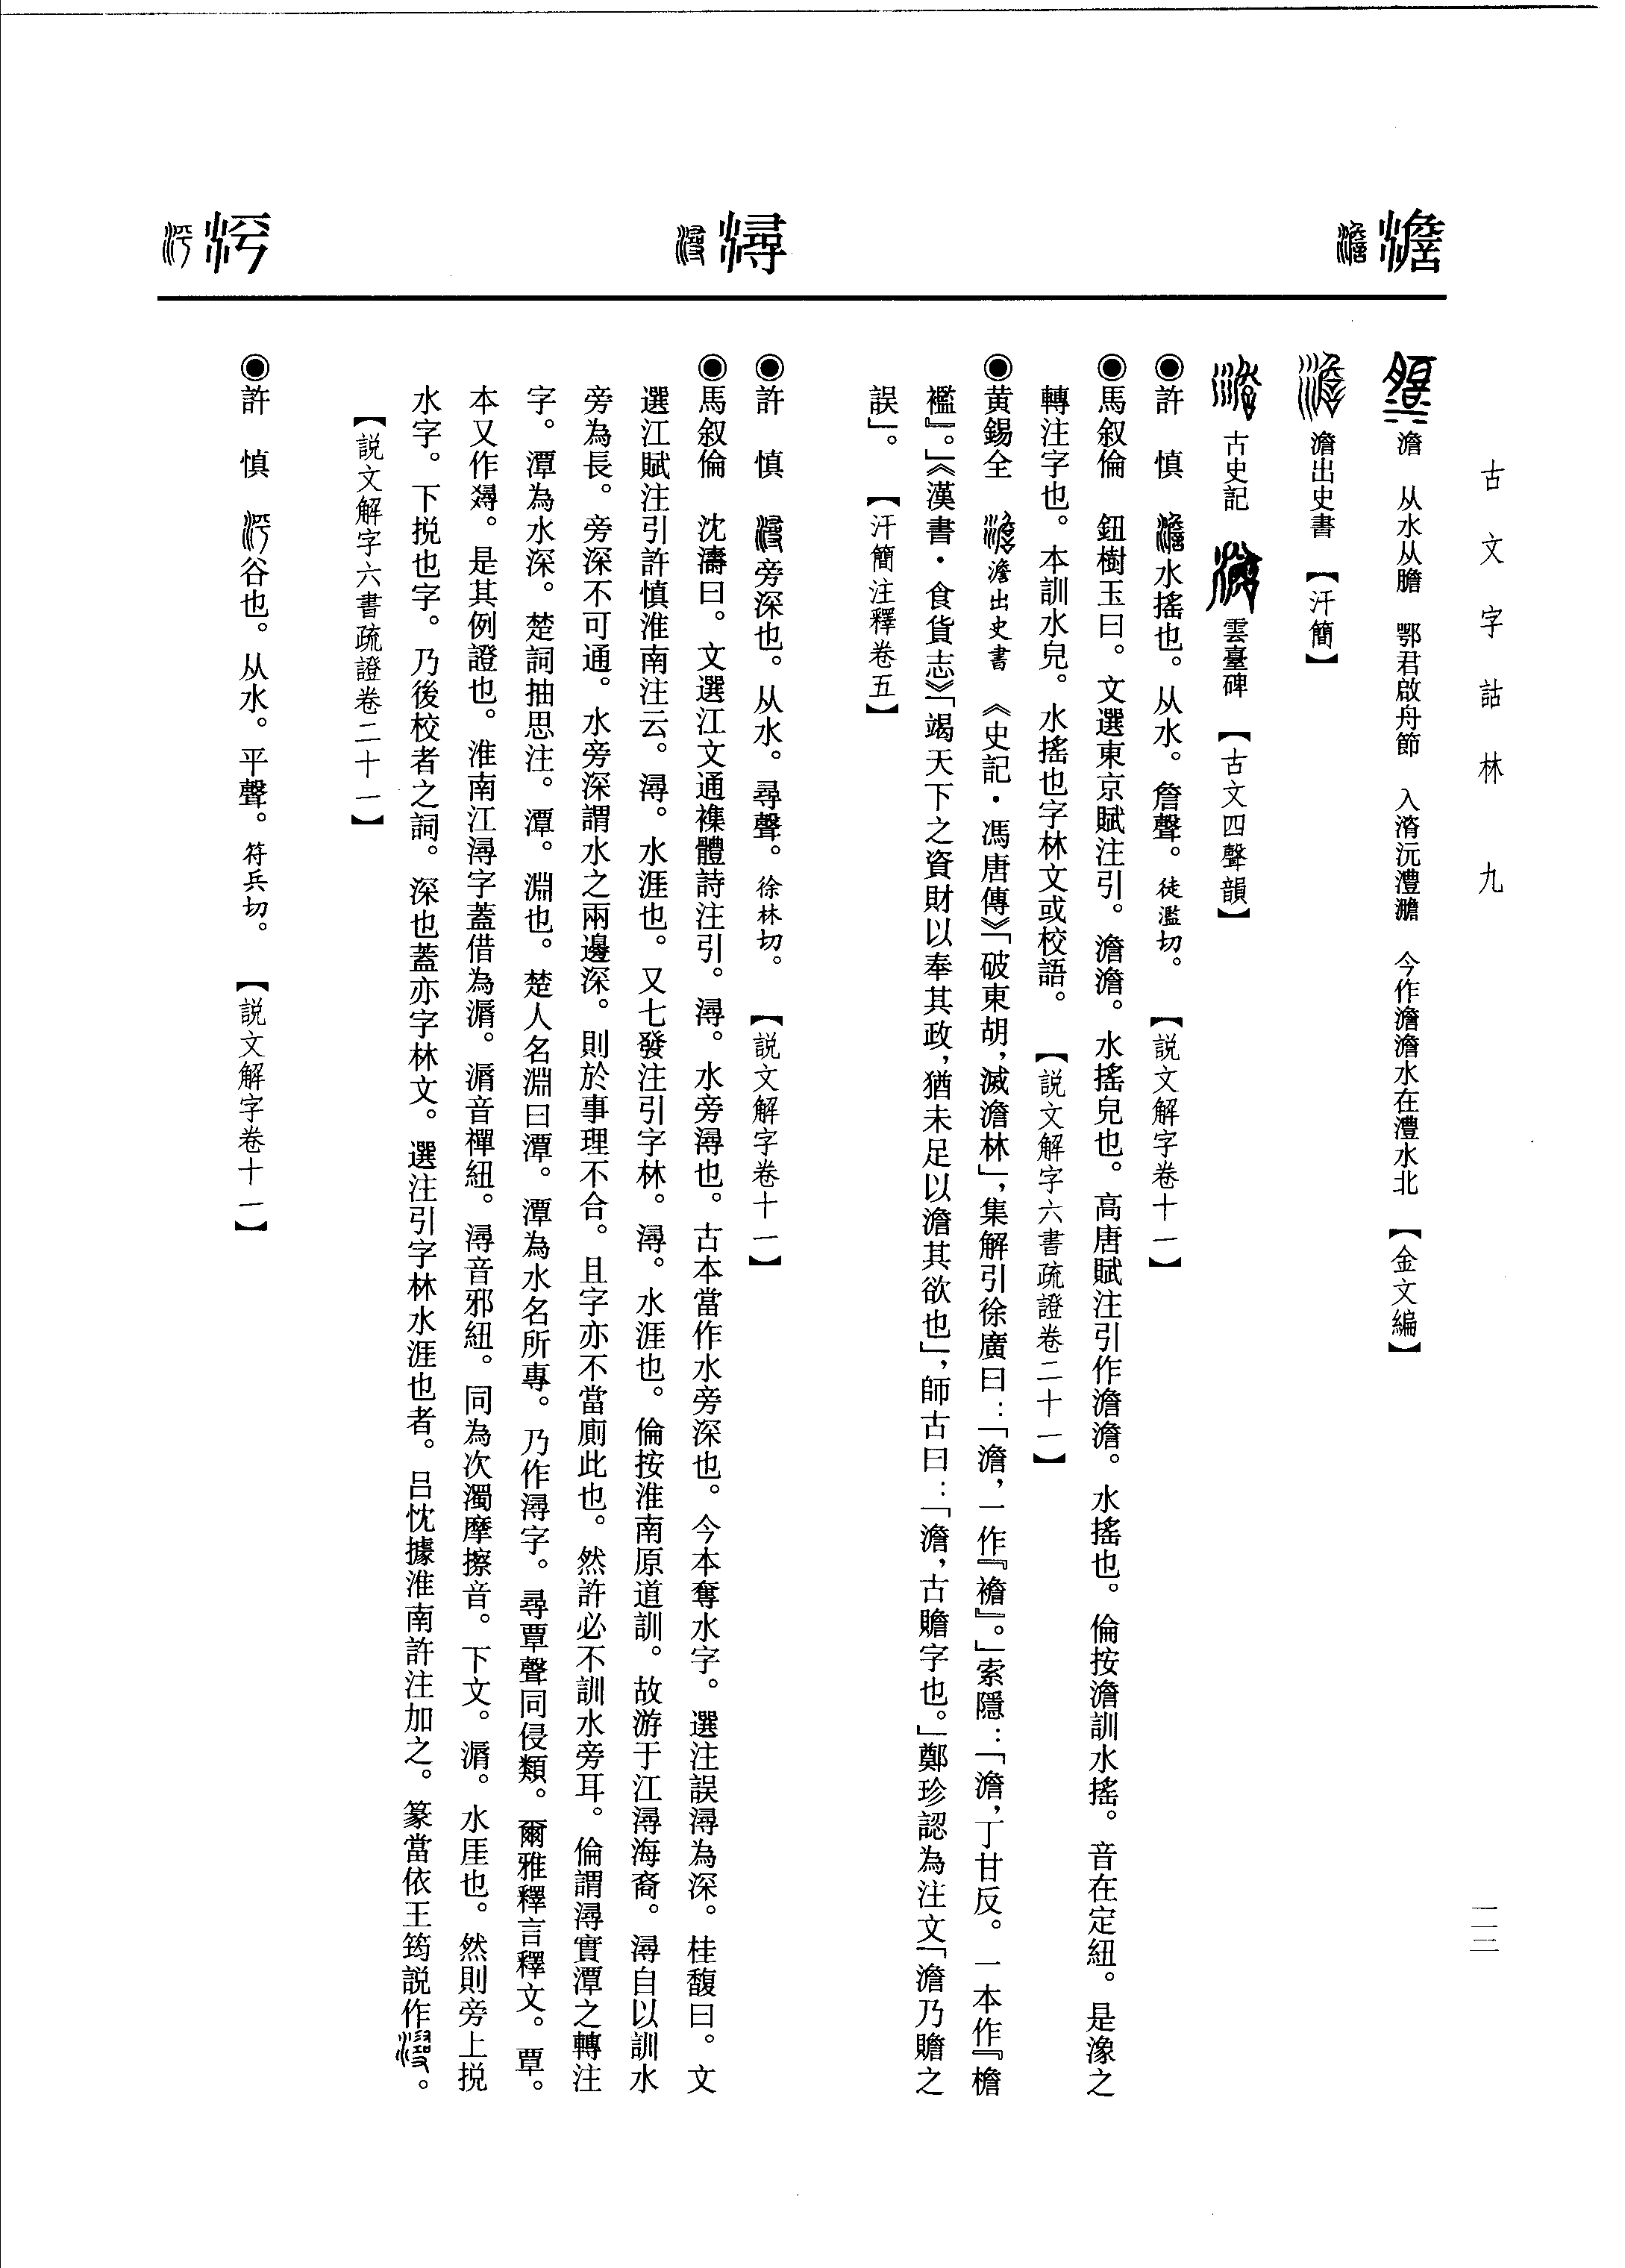 古文字詁林 九
一一二
澹
潯
泙
澹 从水从膽 鄂君啟舟節 入㵋沅澧𣿊 今作澹澹水在澧水北 【金文編】
澹出史書 【汗簡】
古史記 雲臺碑 【古文四聲韻】
◉許 慎 水搖也。从水。詹聲。徒濫切。 【説文解字卷十一】
◉馬叙倫 鈕樹玉曰。文選東京賦注引。澹澹。水搖皃也。高唐賦注引作澹澹。水搖也。倫按澹訓水搖。音在定紐。是潒之
轉注字也。本訓水皃。水搖也字林文或校語。 【説文解字六書疏證卷二十一】
◉黄錫全 澹出史書 《史記·馮唐傳》「破東胡,滅澹林」,集解引徐廣曰:「澹,一作『襜』。」索隱:「澹,丁甘反。一本作『檐
襤』。」《漢書·食貨志》「竭天下之資財以奉其政,猶未足以澹其欲也」,師古曰:「澹,古贍字也。」鄭珍認為注文「澹乃贍之
誤」。 【汗簡注釋卷五】
◉許 慎 旁深也。从水。尋聲。徐林切。 【説文解字卷十一】
◉馬叙倫 沈濤曰。文選江文通襍體詩注引。潯。水旁潯也。古本當作水旁深也。今本奪水字。選注誤潯為深。桂馥曰。文
選江賦注引許慎淮南注云。潯。水涯也。又七發注引字林。潯。水涯也。倫按淮南原道訓。故游于江潯海裔。潯自以訓水
旁為長。旁深不可通。水旁深謂水之兩邊深。則於事理不合。且字亦不當廁此也。然許必不訓水旁耳。倫謂潯實潭之轉注
字。潭為水深。楚詞抽思注。潭。淵也。楚人名淵曰潭。潭為水名所專。乃作潯字。尋覃聲同侵類。爾雅釋言釋文。覃。
本又作㝷。是其例證也。淮南江潯字蓋借為漘。漘音禪紐。潯音邪紐。同為次濁摩擦音。下文。漘。水厓也。然則旁上捝
水字。下捝也字。乃後校者之詞。深也蓋亦字林文。選注引字林水涯也者。吕忱據淮南許注加之。篆當依王筠説作。
【説文解字六書疏證卷二十一】
◉許 慎 谷也。从水。平聲。符兵切。 【説文解字卷十一】